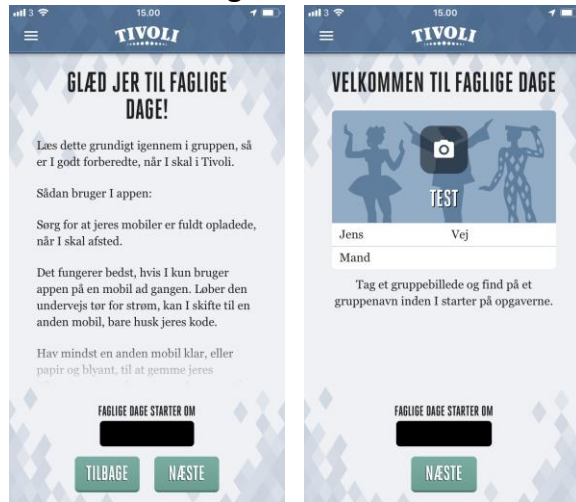 3
15.00
TIVOLI
GLÆD JER TIL FAGLIGE
DAGE!
Læs dette grundigt igennem i gruppen, så
er I godt forberedte, når I skal i Tivoli.
Sådan bruger I appen:
Sørg for at jeres mobiler er fuldt opladede,
når I skal afsted.
Det fungerer bedst, hvis I kun bruger
appen på en mobil ad gangen. Løber den
undervejs tør for strøm, kan I skifte til en
anden mobil, bare husk jeres kode.
Hav mindst en anden mobil klar, eller
papir og blyant, til at gemme jeres
FAGLIGE DAGE STARTER OM
TILBAGE
NÆSTE
3
15.00
TIVOLI
VELKOMMEN TIL FAGLIGE DAGE
TEST
Jens Vej
Mand
Tag et gruppebillede og find på et
gruppenavn inden I starter på opgaverne.
FAGLIGE DAGE STARTER OM
NÆSTE